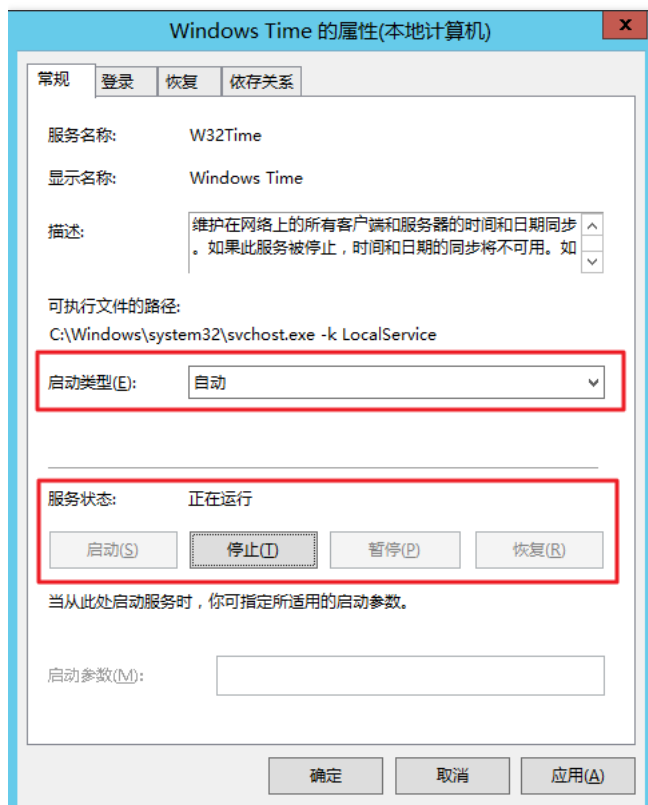 Windows Time 的属性(本地计算机)
x
常规 登录 恢复 依存关系
服务名称: W32Time
显示名称: Windows Time
描述: 维护在网络上的所有客户端和服务器的时间和日期同步
。如果此服务被停止，时间和日期的同步将不可用。如
可执行文件的路径:
C:\Windows\system32\svchost.exe -k LocalService
启动类型(E): 自动
服务状态: 正在运行
启动(S) 停止(T) 暂停(P) 恢复(R)
当从此处启动服务时，你可指定所适用的启动参数。
启动参数(M):
确定 取消 应用(A)